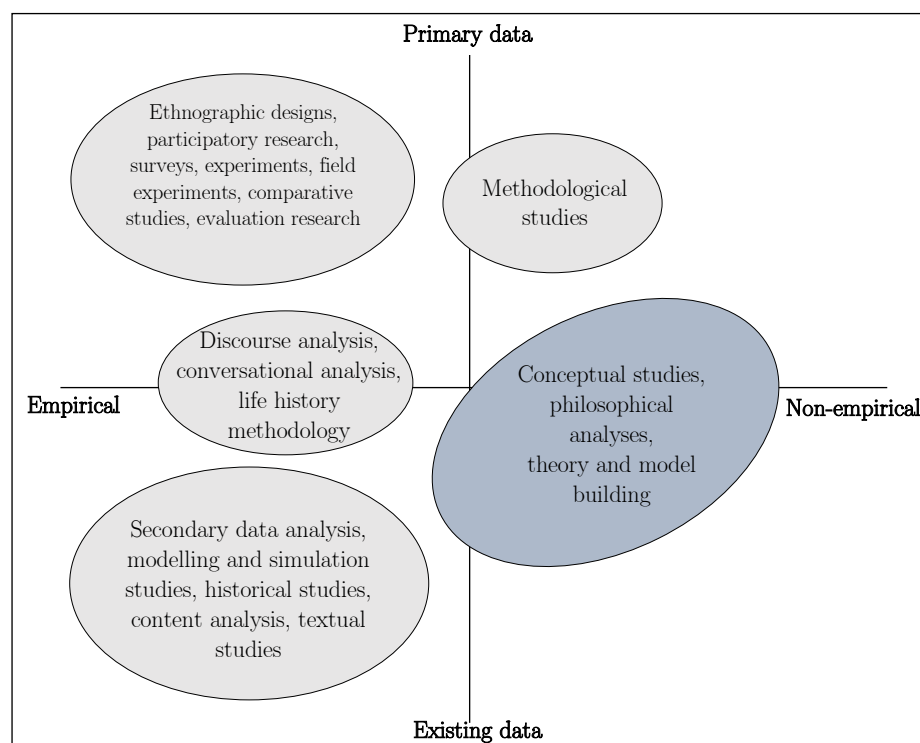 Primary data
Ethnographic designs,
participatory research,
surveys, experiments, field
experiments, comparative
studies, evaluation research
Methodological
studies
Discourse analysis,
conversational analysis,
life history
methodology
Conceptual studies,
philosophical
analyses,
theory and model
building
Empirical
Non-empirical
Secondary data analysis,
modelling and simulation
studies, historical studies,
content analysis, textual
studies
Existing data